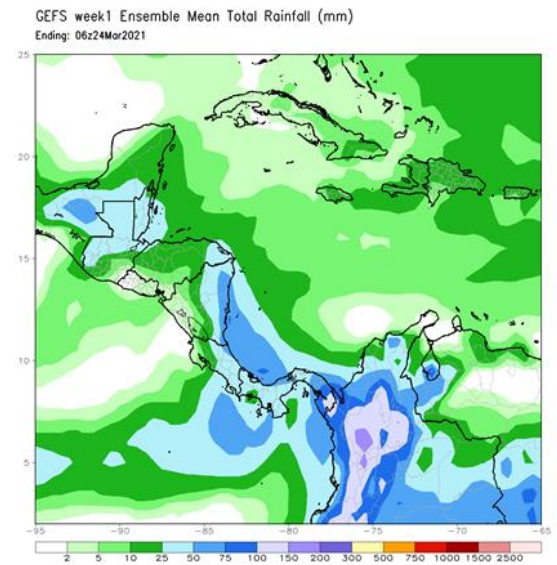 GEFS week1 Ensemble Mean Total Rainfall (mm)
Ending: 06z24Mar2021
25
20
15
10
5
-95 -90 -85 -80 -75 -70 -65
2 5 10 25 50 75 100 150 200 300 500 750 1000 1500 2500